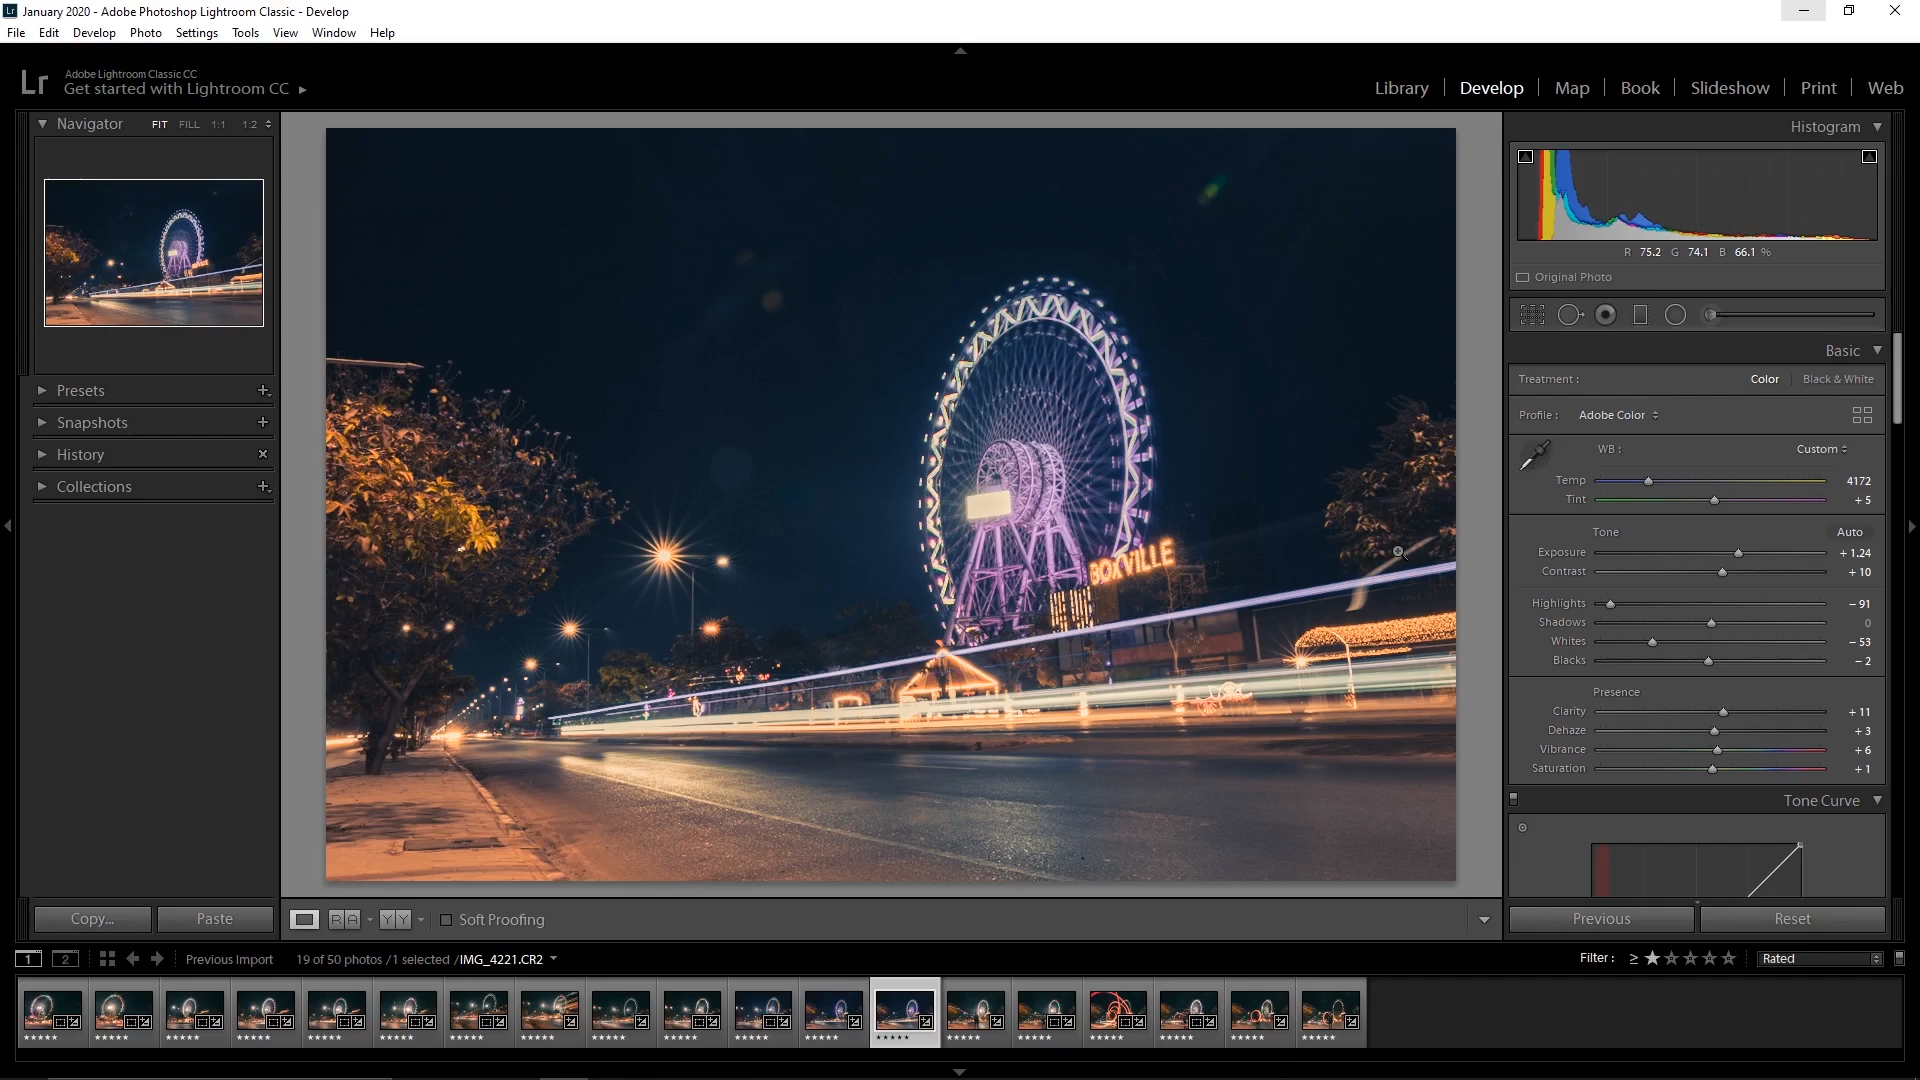 Lr January 2020 - Adobe Photoshop Lightroom Classic - Develop
File Edit Develop Photo Settings Tools View Window Help
Lr Adobe Lightroom Classic CC
Get started with Lightroom CC
Library Develop Map Book Slideshow Print Web
Navigator FIT FILL 1:1 1:2
Presets
Snapshots
History
Collections
Copy... Paste
BOXVILLE
Histogram
R 75.2 G 74.1 B 66.1 %
Original Photo
Basic
Treatment : Color Black & White
Profile : Adobe Color
WB : Custom
Temp 4172
Tint + 5
Tone Auto
Exposure + 1.24
Contrast + 10
Highlights − 91
Shadows 0
Whites − 53
Blacks − 2
Presence
Clarity + 11
Dehaze + 3
Vibrance + 6
Saturation + 1
Tone Curve
Previous Reset
R A Y Y Soft Proofing
1 2 Previous Import 19 of 50 photos / 1 selected / IMG_4221.CR2
Filter : ≥ ★★★★★ Rated